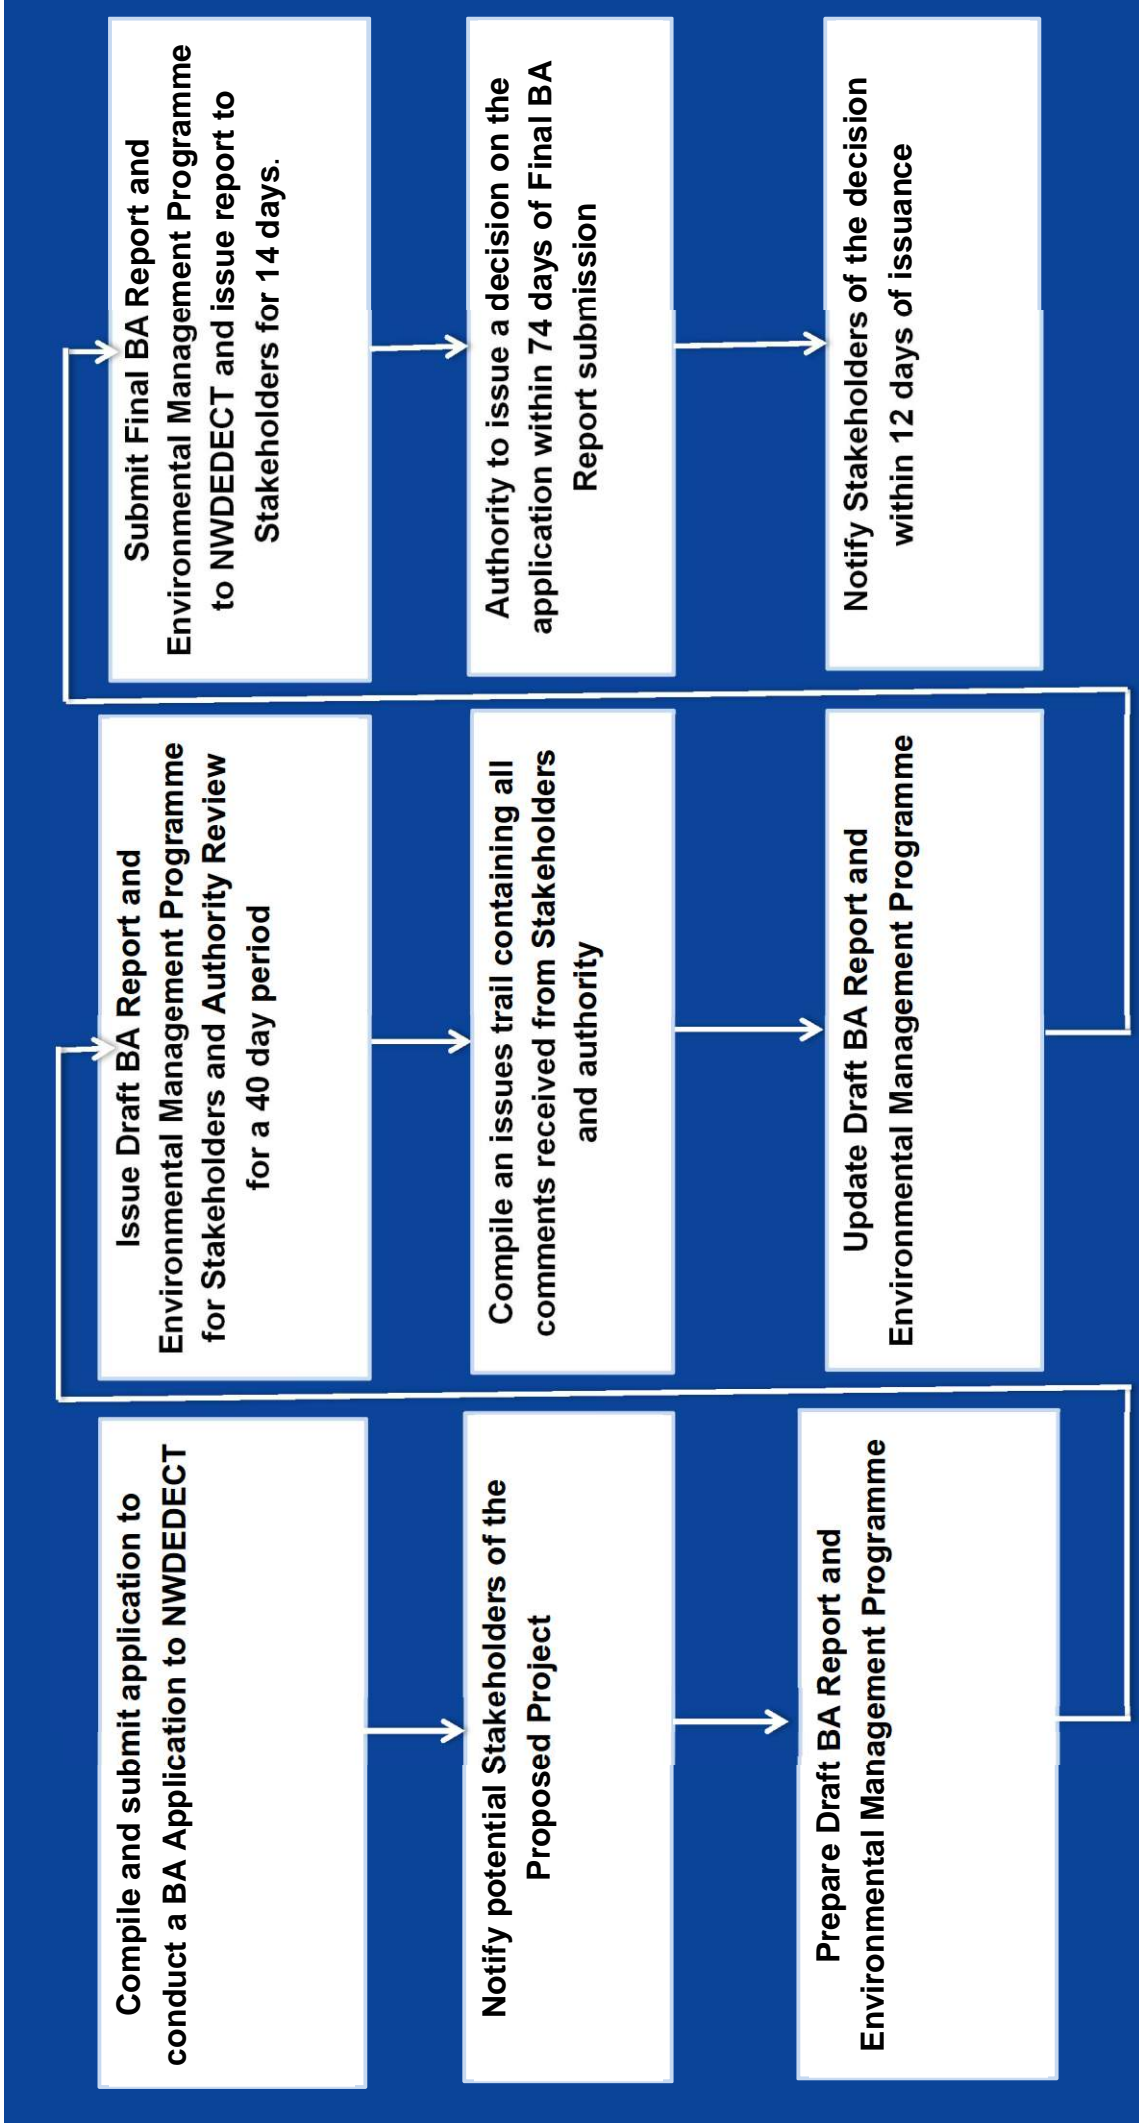 Compile and submit application to
conduct a BA Application to NWDEDECT
Notify potential Stakeholders of the
Proposed Project
Prepare Draft BA Report and
Environmental Management Programme
Issue Draft BA Report and
Environmental Management Programme
for Stakeholders and Authority Review
for a 40 day period
Compile an issues trail containing all
comments received from Stakeholders
and authority
Update Draft BA Report and
Environmental Management Programme
Submit Final BA Report and
Environmental Management Programme
to NWDEDECT and issue report to
Stakeholders for 14 days.
Authority to issue a decision on the
application within 74 days of Final BA
Report submission
Notify Stakeholders of the decision
within 12 days of issuance